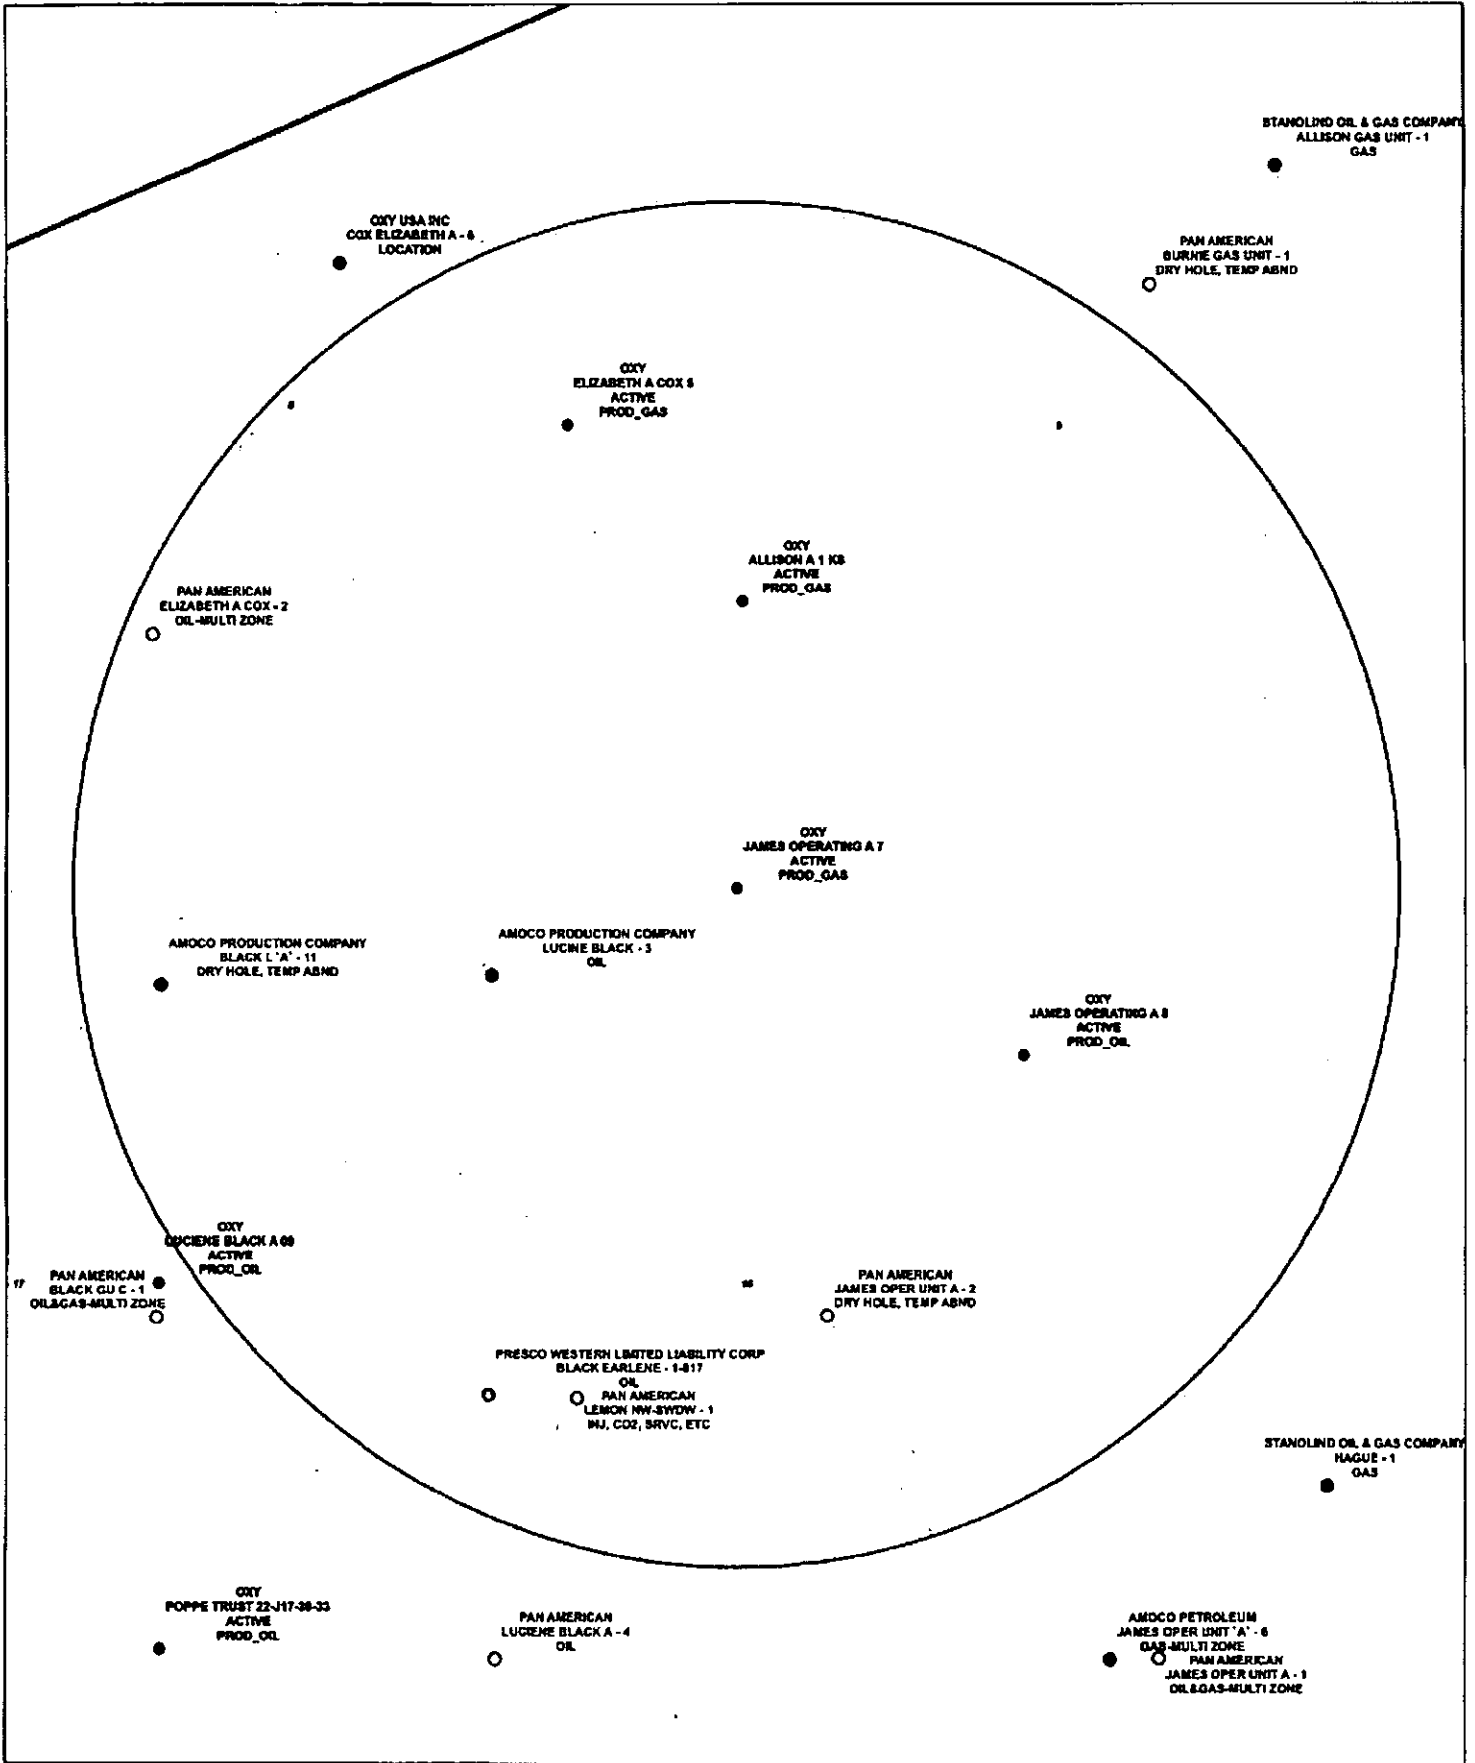 STANOLIND OIL & GAS COMPANY
ALLISON GAS UNIT - 1
GAS
OXY USA INC
COX ELIZABETH A - 6
LOCATION
PAN AMERICAN
BURNIE GAS UNIT - 1
DRY HOLE, TEMP ABND
OXY
ELIZABETH A COX 5
ACTIVE
PROD_GAS
OXY
ALLISON A 1 KS
ACTIVE
PROD_GAS
PAN AMERICAN
ELIZABETH A COX - 2
OIL-MULTI ZONE
OXY
JAMES OPERATING A 7
ACTIVE
PROD_GAS
AMOCO PRODUCTION COMPANY
BLACK L 'A' - 11
DRY HOLE, TEMP ABND
AMOCO PRODUCTION COMPANY
LUCINE BLACK - 3
OIL
OXY
JAMES OPERATING A 8
ACTIVE
PROD_OIL
OXY
LUCIENE BLACK A 09
ACTIVE
PROD_OIL
17
PAN AMERICAN
BLACK GU C - 1
OIL&GAS-MULTI ZONE
16
PAN AMERICAN
JAMES OPER UNIT A - 2
DRY HOLE, TEMP ABND
PRESCO WESTERN LIMITED LIABILITY CORP
BLACK EARLENE - 1-817
OIL
PAN AMERICAN
LEMON NW-SWDW - 1
INJ, CO2, SRVC, ETC
STANOLIND OIL & GAS COMPANY
HAGUE - 1
GAS
OXY
POPPE TRUST 22-J17-30-33
ACTIVE
PROD_OIL
PAN AMERICAN
LUCIENE BLACK A - 4
OIL
AMOCO PETROLEUM
JAMES OPER UNIT 'A' - 6
GAS-MULTI ZONE
PAN AMERICAN
JAMES OPER UNIT A - 1
OIL&GAS-MULTI ZONE